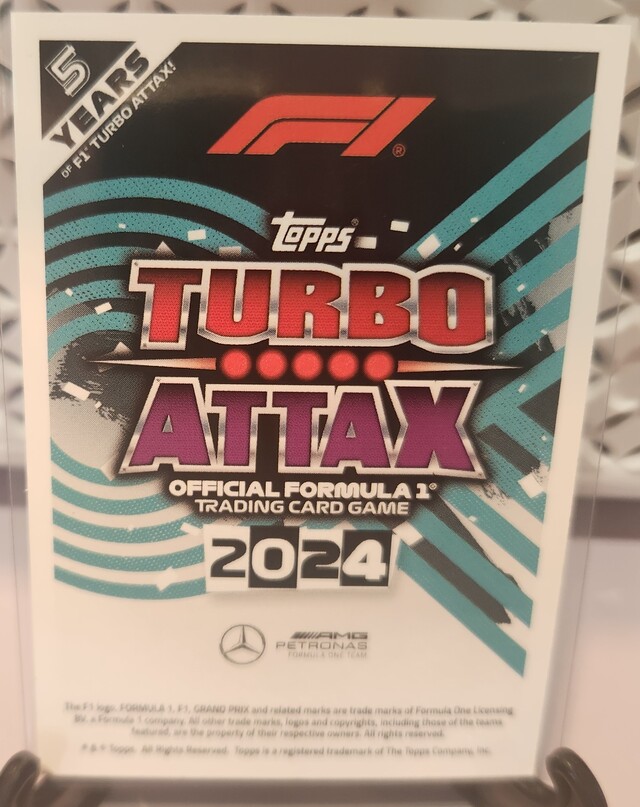 5
YEARS
OF F1® TURBO ATTAX!
F1®
Topps®
TURBO
ATTAX
OFFICIAL FORMULA 1®
TRADING CARD GAME
2024
AMG
PETRONAS
FORMULA ONE TEAM
The F1 logo, FORMULA 1, F1, GRAND PRIX and related marks are trade marks of Formula One Licensing
BV, a Formula 1 company. All other trade marks, logos and copyrights, including those of the teams
featured, are the property of their respective owners. All rights reserved.
® & © Topps. All Rights Reserved. Topps is a registered trademark of The Topps Company, Inc.